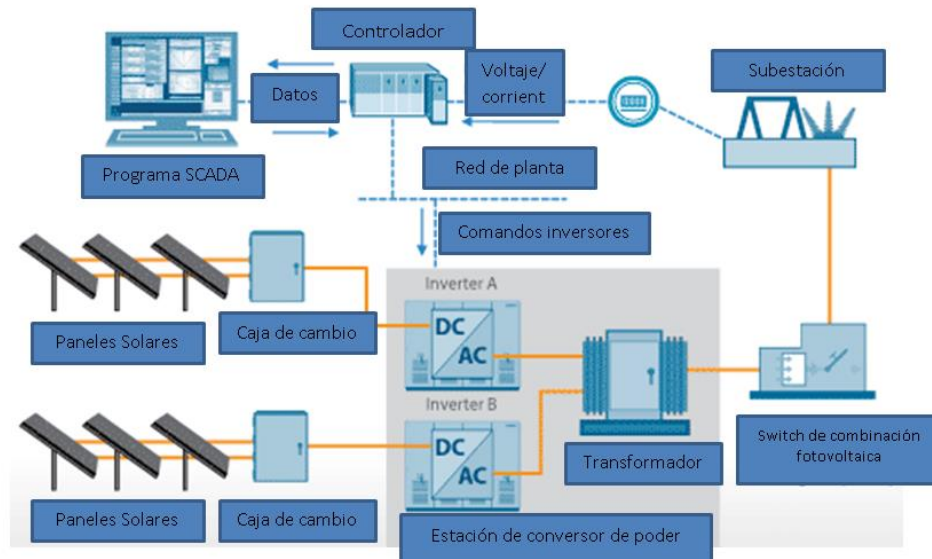 Controlador
Voltaje/
corrient
Subestación
Datos
Programa SCADA
Red de planta
Comandos inversores
Inverter A
DC
AC
Paneles Solares
Caja de cambio
Inverter B
DC
AC
Transformador
Switch de combinación
fotovoltaica
Paneles Solares
Caja de cambio
Estación de conversor de poder